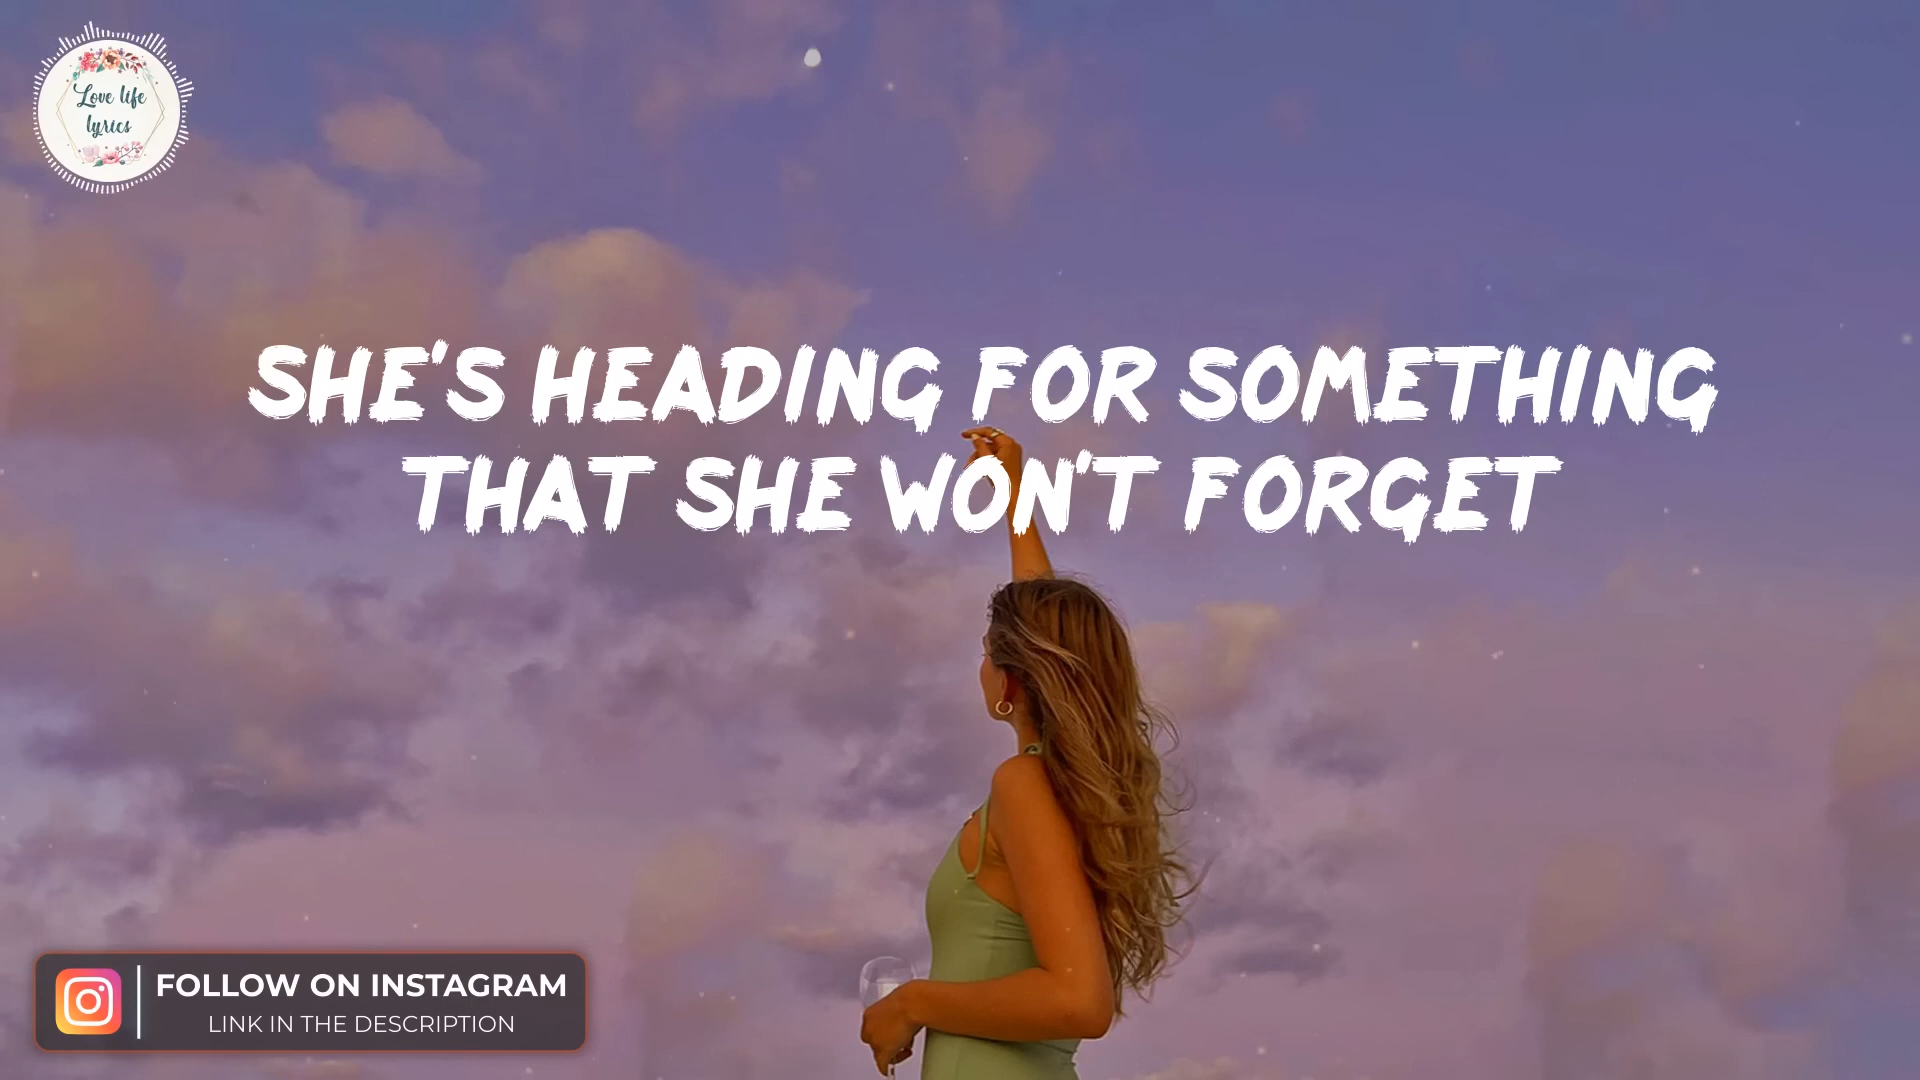 Love life
lyrics
SHE'S HEADING FOR SOMETHING
THAT SHE WON'T FORGET
FOLLOW ON INSTAGRAM
LINK IN THE DESCRIPTION